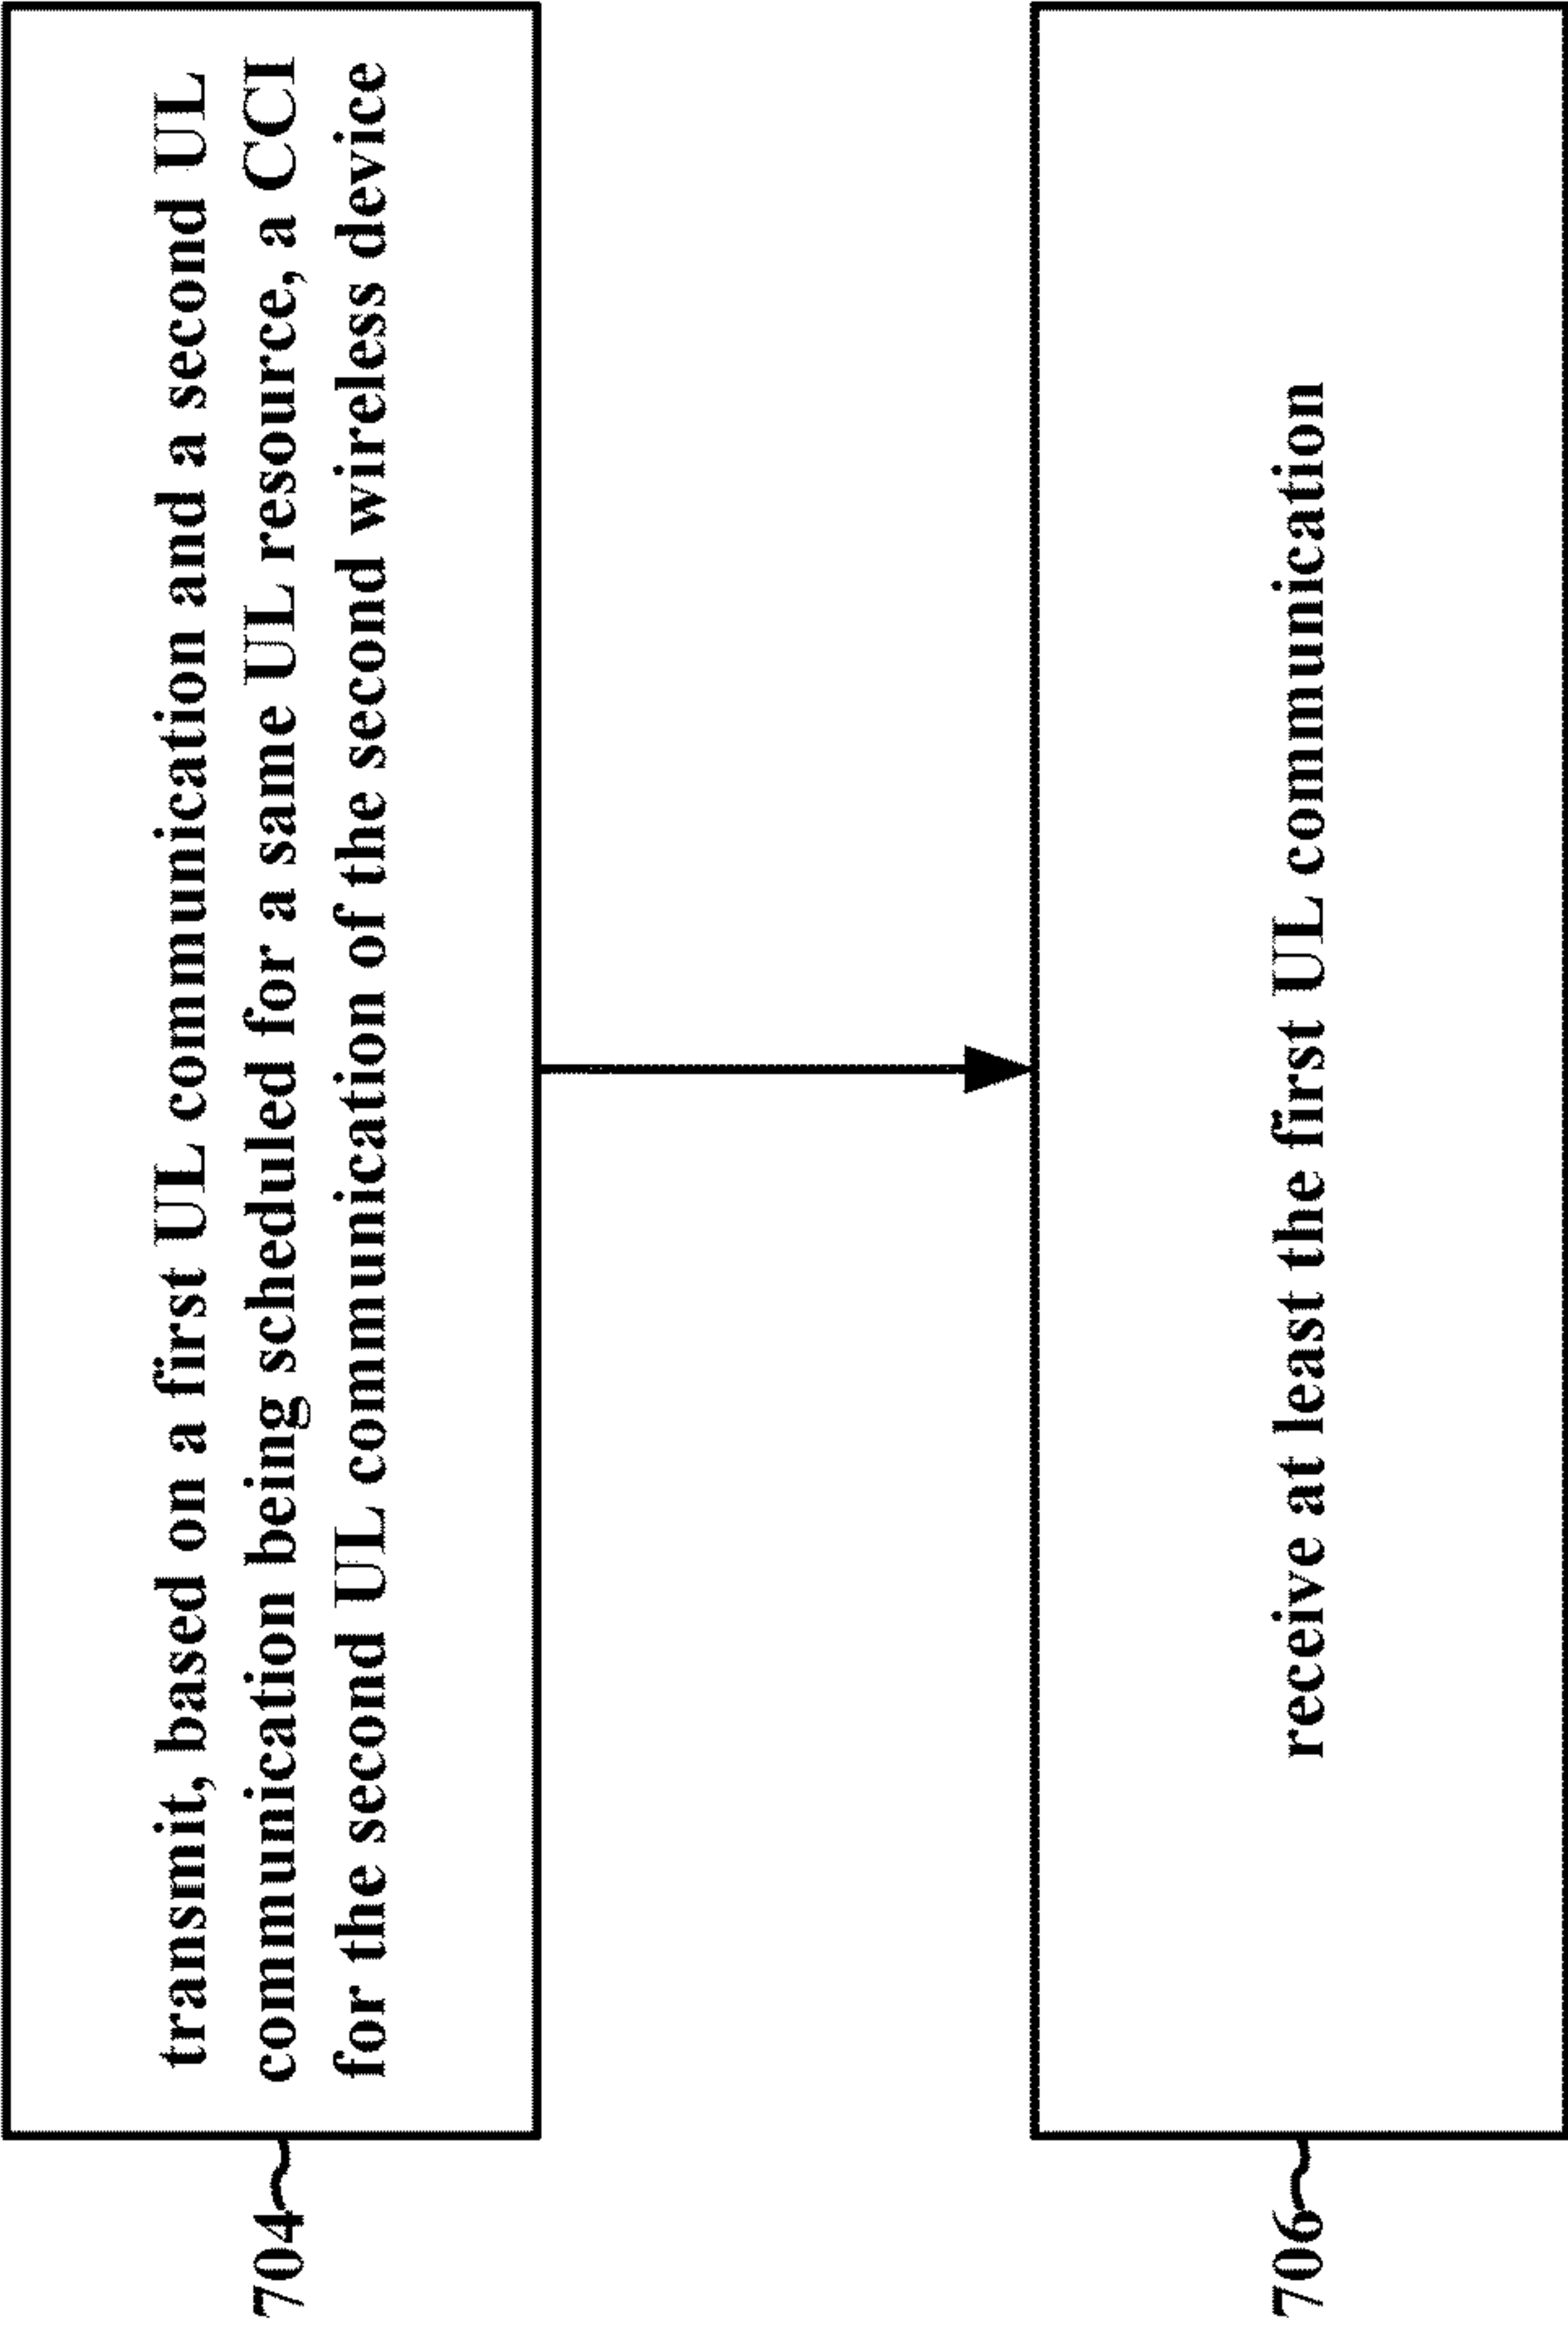 transmit, based on a first UL communication and a second UL
communication being scheduled for a same UL resource, a CCI
for the second UL communication of the second wireless device
704
receive at least the first UL communication
706